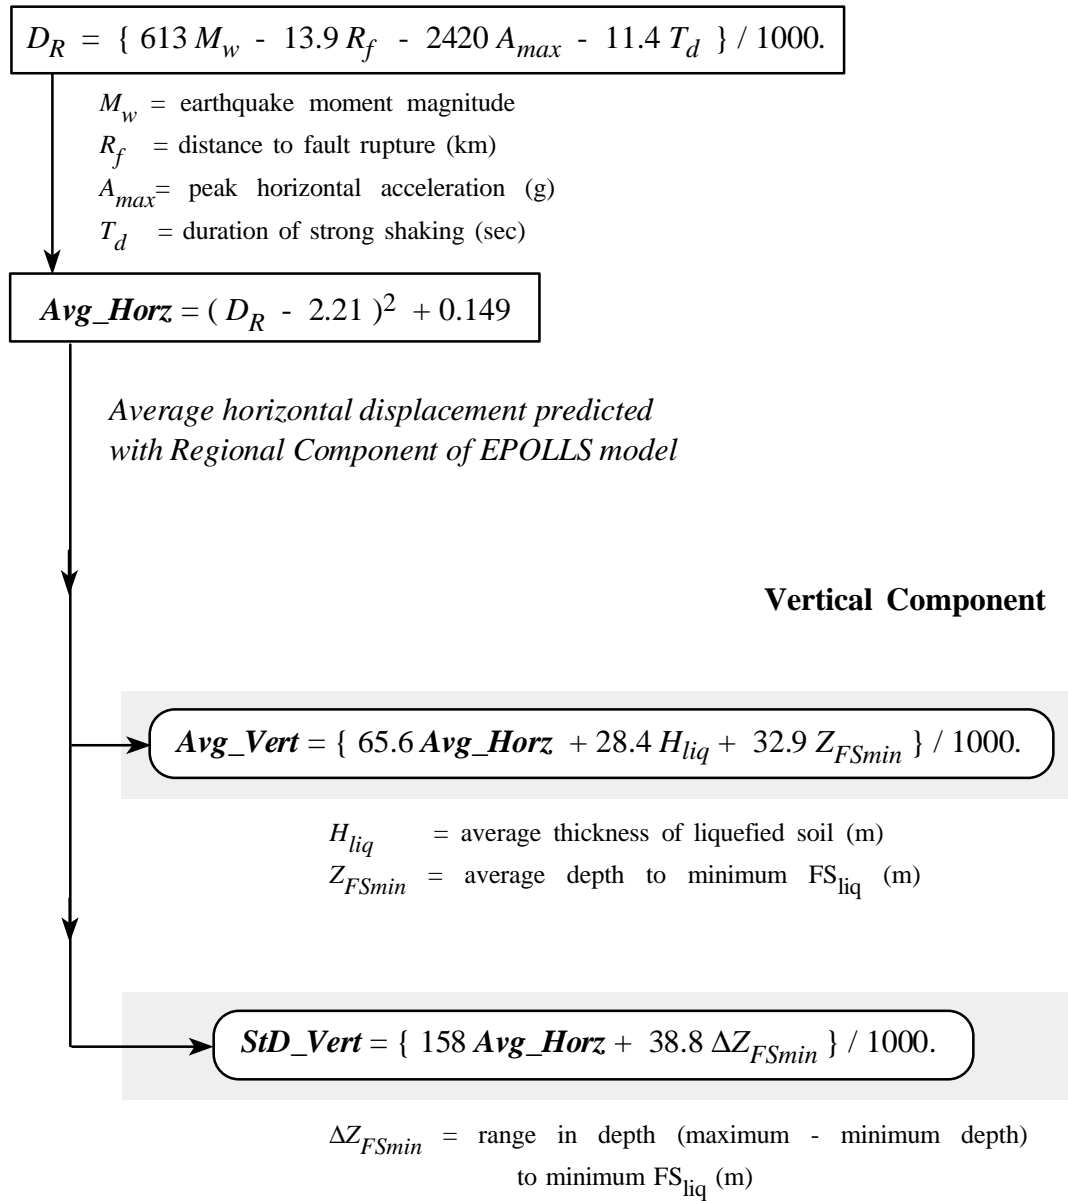 D_R = { 613 M_w - 13.9 R_f - 2420 A_max - 11.4 T_d } / 1000.
M_w = earthquake moment magnitude
R_f = distance to fault rupture (km)
A_max = peak horizontal acceleration (g)
T_d = duration of strong shaking (sec)
Avg_Horz = ( D_R - 2.21 )^2 + 0.149
Average horizontal displacement predicted
with Regional Component of EPOLLS model
Vertical Component
Avg_Vert = { 65.6 Avg_Horz + 28.4 H_liq + 32.9 Z_FSmin } / 1000.
H_liq = average thickness of liquefied soil (m)
Z_FSmin = average depth to minimum FS_liq (m)
StD_Vert = { 158 Avg_Horz + 38.8 ΔZ_FSmin } / 1000.
ΔZ_FSmin = range in depth (maximum - minimum depth)
to minimum FS_liq (m)